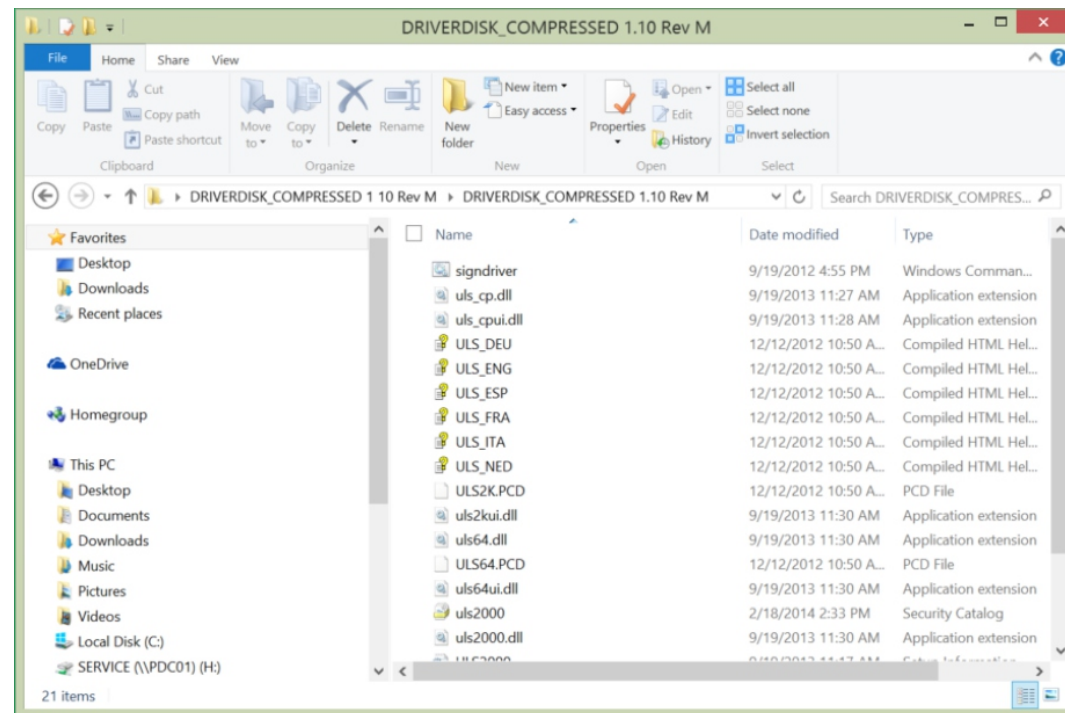 DRIVERDISK_COMPRESSED 1.10 Rev M
File Home Share View
Copy
Paste
Cut
Copy path
Paste shortcut
Clipboard
Move to
Copy to
Delete
Rename
Organize
New folder
New item
Easy access
New
Properties
Open
Edit
History
Open
Select all
Select none
Invert selection
Select
DRIVERDISK_COMPRESSED 1 10 Rev M DRIVERDISK_COMPRESSED 1.10 Rev M Search DRIVERDISK_COMPRES...
Favorites
Desktop
Downloads
Recent places
OneDrive
Homegroup
This PC
Desktop
Documents
Downloads
Music
Pictures
Videos
Local Disk (C:)
SERVICE (\\PDC01) (H:)
Name Date modified Type
signdriver 9/19/2012 4:55 PM Windows Comman...
uls_cp.dll 9/19/2013 11:27 AM Application extension
uls_cpui.dll 9/19/2013 11:28 AM Application extension
ULS_DEU 12/12/2012 10:50 A... Compiled HTML Hel...
ULS_ENG 12/12/2012 10:50 A... Compiled HTML Hel...
ULS_ESP 12/12/2012 10:50 A... Compiled HTML Hel...
ULS_FRA 12/12/2012 10:50 A... Compiled HTML Hel...
ULS_ITA 12/12/2012 10:50 A... Compiled HTML Hel...
ULS_NED 12/12/2012 10:50 A... Compiled HTML Hel...
ULS2K.PCD 12/12/2012 10:50 A... PCD File
uls2kui.dll 9/19/2013 11:30 AM Application extension
uls64.dll 9/19/2013 11:30 AM Application extension
ULS64.PCD 12/12/2012 10:50 A... PCD File
uls64ui.dll 9/19/2013 11:30 AM Application extension
uls2000 2/18/2014 2:33 PM Security Catalog
uls2000.dll 9/19/2013 11:30 AM Application extension
21 items